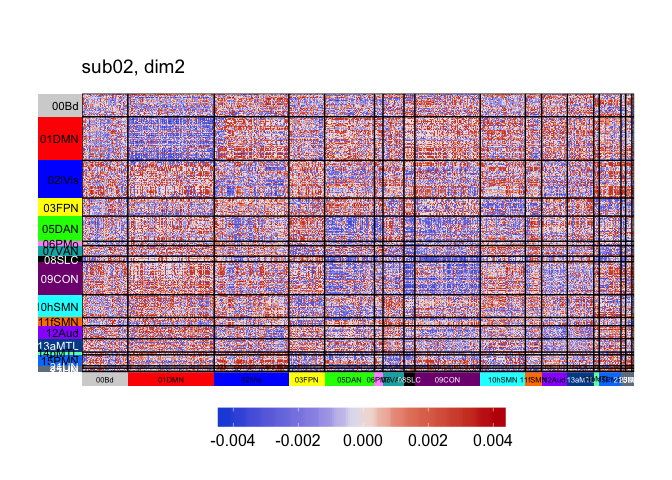 sub02, dim2
00Bd
01DMN
02Vis
03FPN
05DAN
06PMo
07VAN
08SLC
09CON
10hSMN
11fSMN
12Aud
13aMTL
15PMN
00Bd 01DMN 02Vis 03FPN 05DAN 08SLC 09CON 10hSMN 11fSMN 12Aud
-0.004 -0.002 0.000 0.002 0.004